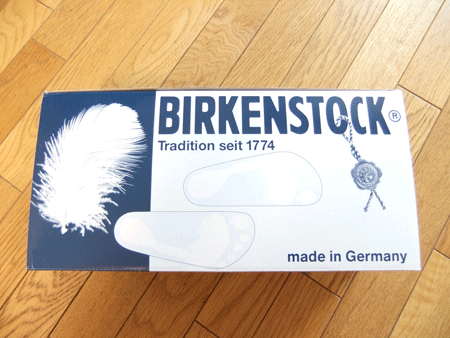 BIRKENSTOCK®
Tradition seit 1774
made in Germany